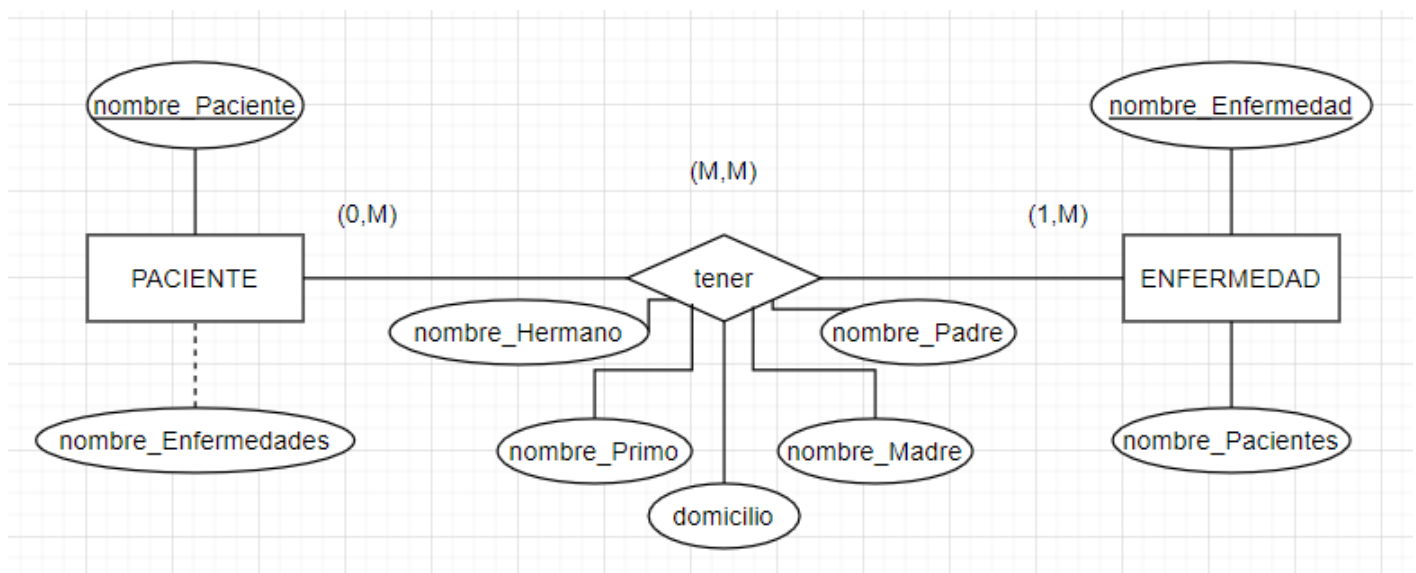 nombre_Paciente
nombre_Enfermedad
(M,M)
(0,M)
(1,M)
PACIENTE
tener
ENFERMEDAD
nombre_Hermano
nombre_Padre
nombre_Enfermedades
nombre_Primo
nombre_Madre
nombre_Pacientes
domicilio